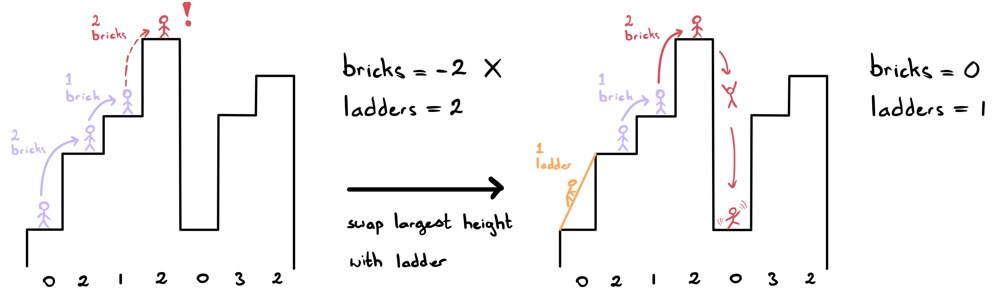 2
bricks
!
1
brick
2
bricks
0 2 1 2 0 3 2
bricks = -2 X
ladders = 2
swap largest height
with ladder
2
bricks
1
brick
1
ladder
0 2 1 2 0 3 2
bricks = 0
ladders = 1